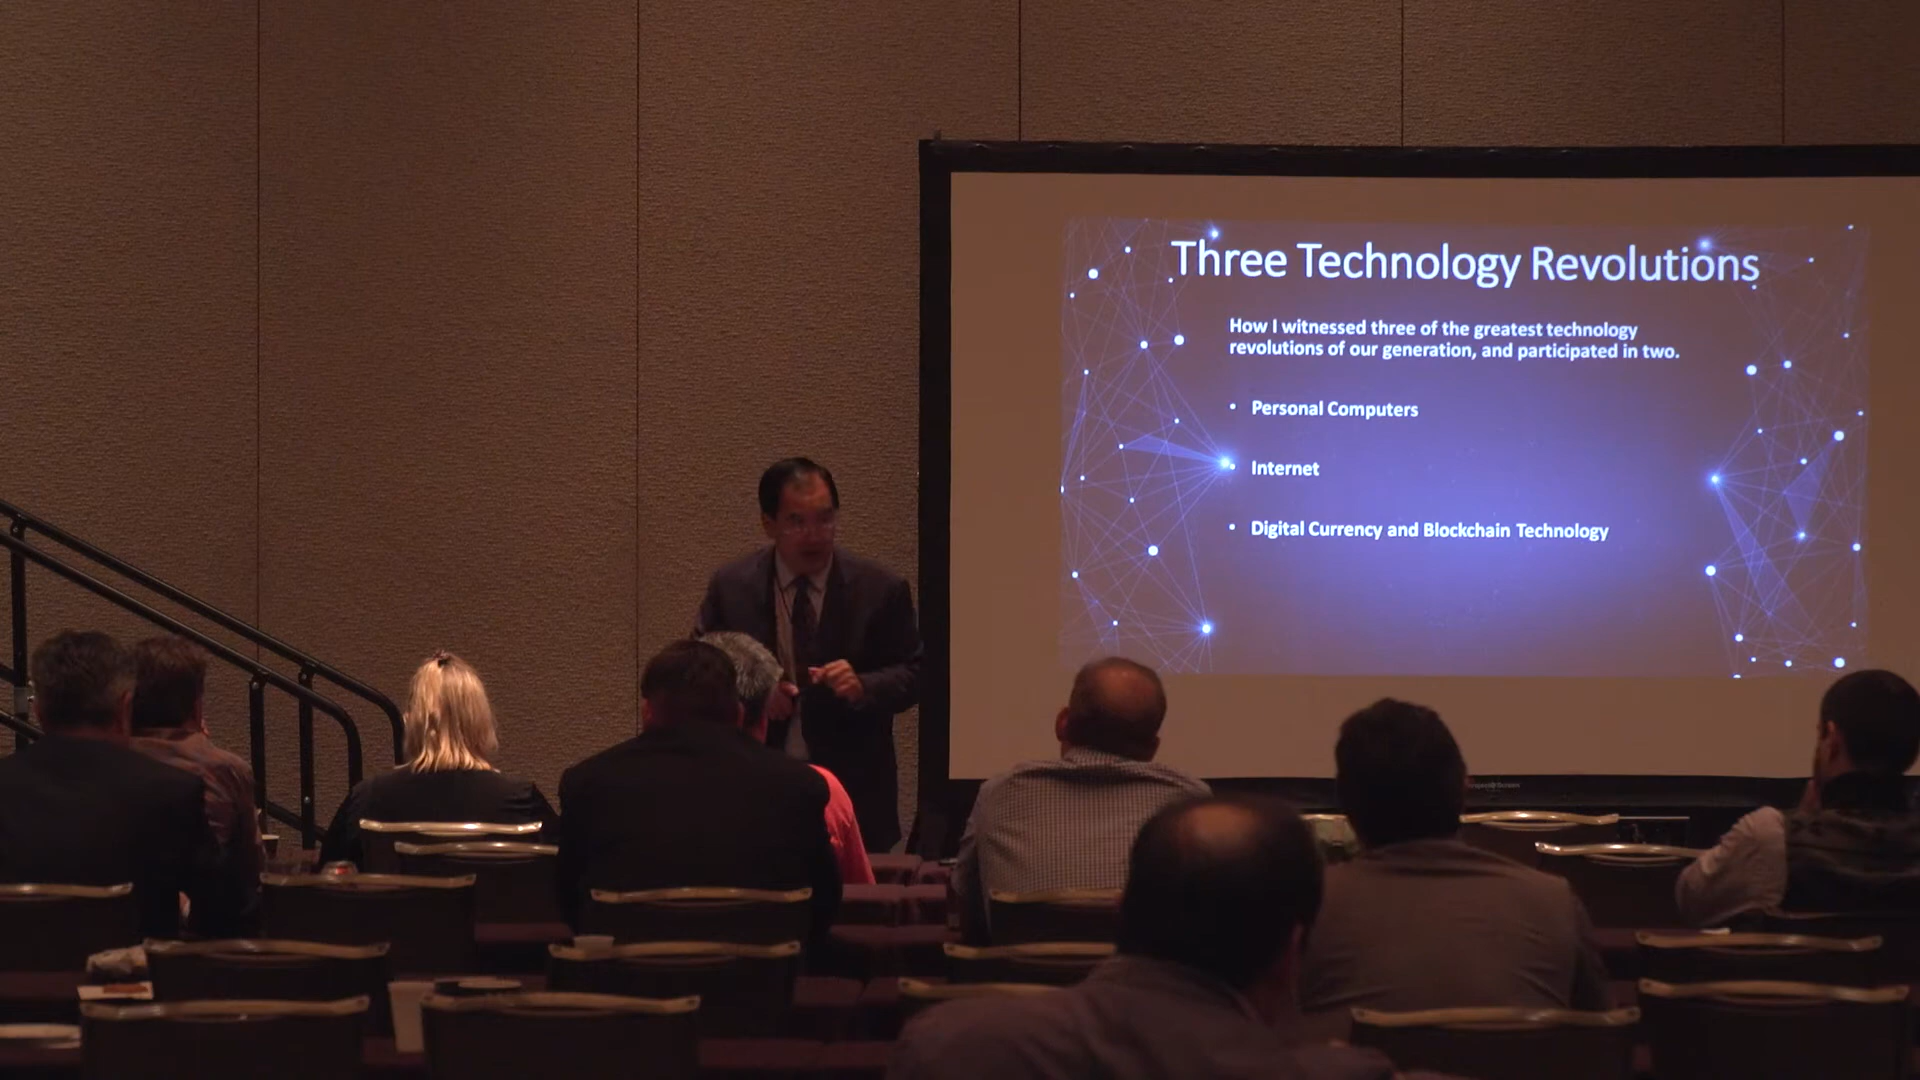 Three Technology Revolutions
How I witnessed three of the greatest technology
revolutions of our generation, and participated in two.
• Personal Computers
• Internet
• Digital Currency and Blockchain Technology